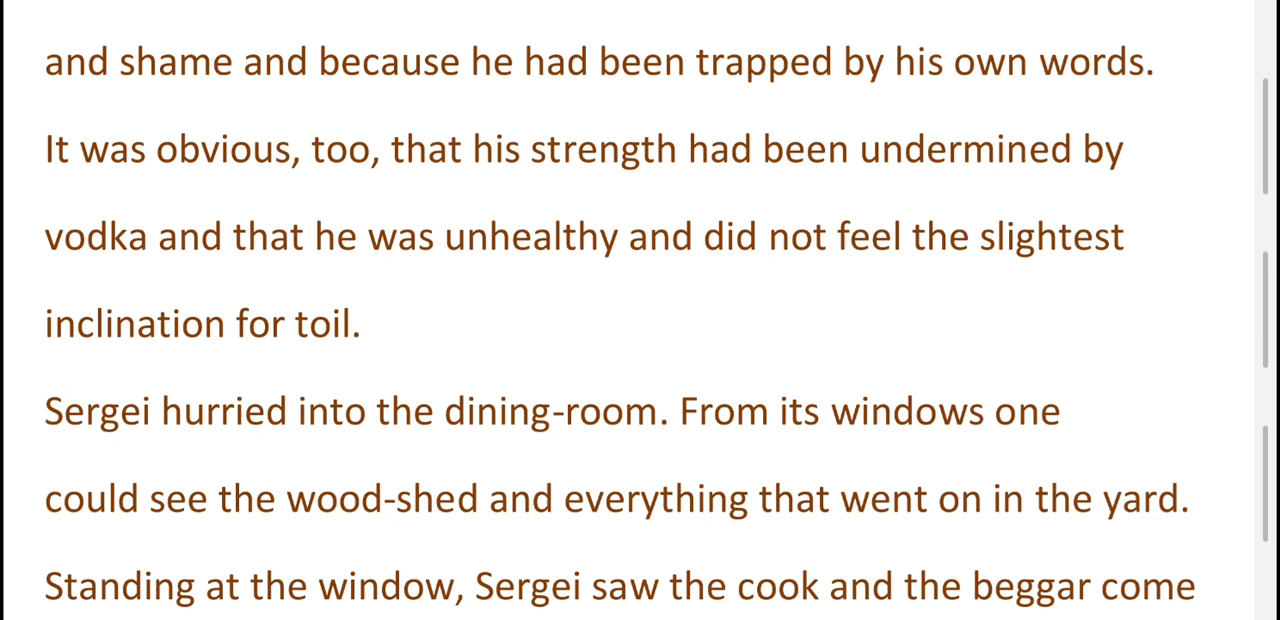 and shame and because he had been trapped by his own words.
It was obvious, too, that his strength had been undermined by
vodka and that he was unhealthy and did not feel the slightest
inclination for toil.
Sergei hurried into the dining-room. From its windows one
could see the wood-shed and everything that went on in the yard.
Standing at the window, Sergei saw the cook and the beggar come